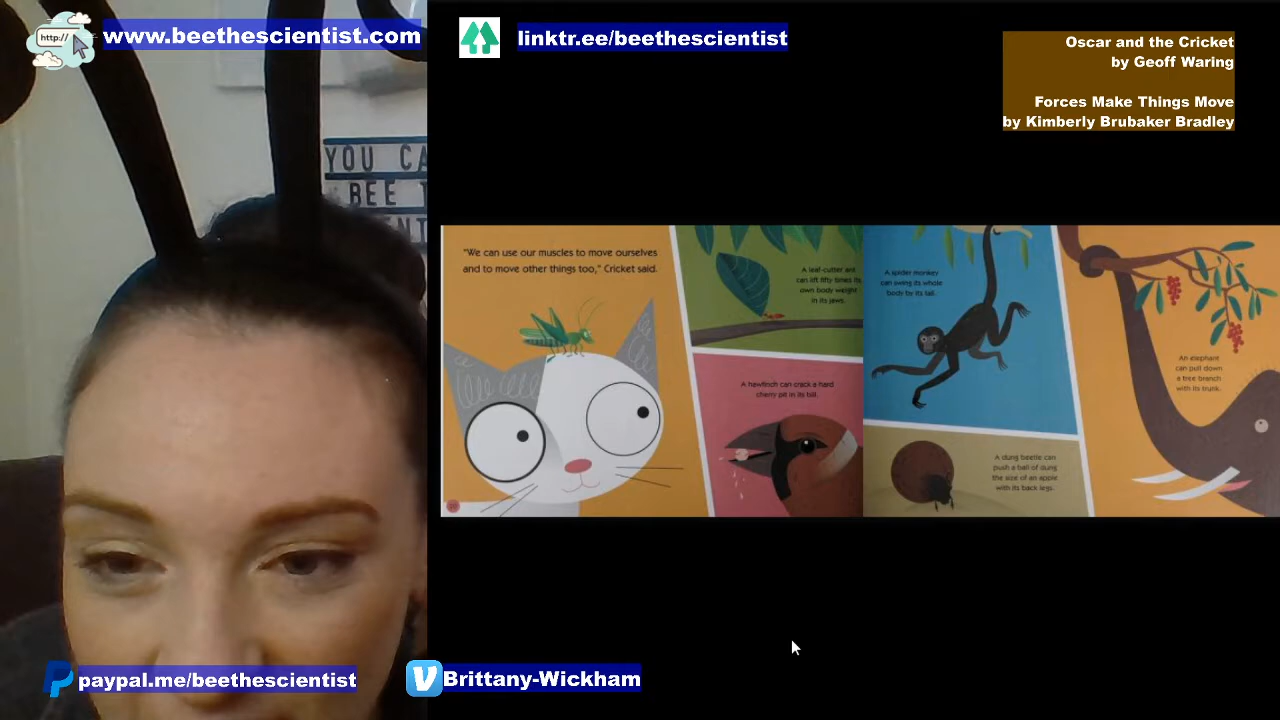 http://
www.beethescientist.com
linktr.ee/beethescientist
Oscar and the Cricket
by Geoff Waring
Forces Make Things Move
by Kimberly Brubaker Bradley
YOU CA
BEE T
ENT
"We can use our muscles to move ourselves
and to move other things too," Cricket said.
A leaf-cutter ant
can lift fifty times its
own body weight
in its jaws.
A hawfinch can crack a hard
cherry pit in its bill.
A spider monkey
can swing its whole
body by its tail.
A dung beetle can
push a ball of dung
the size of an apple
with its back legs.
An elephant
can pull down
a tree branch
with its trunk.
paypal.me/beethescientist
Brittany-Wickham